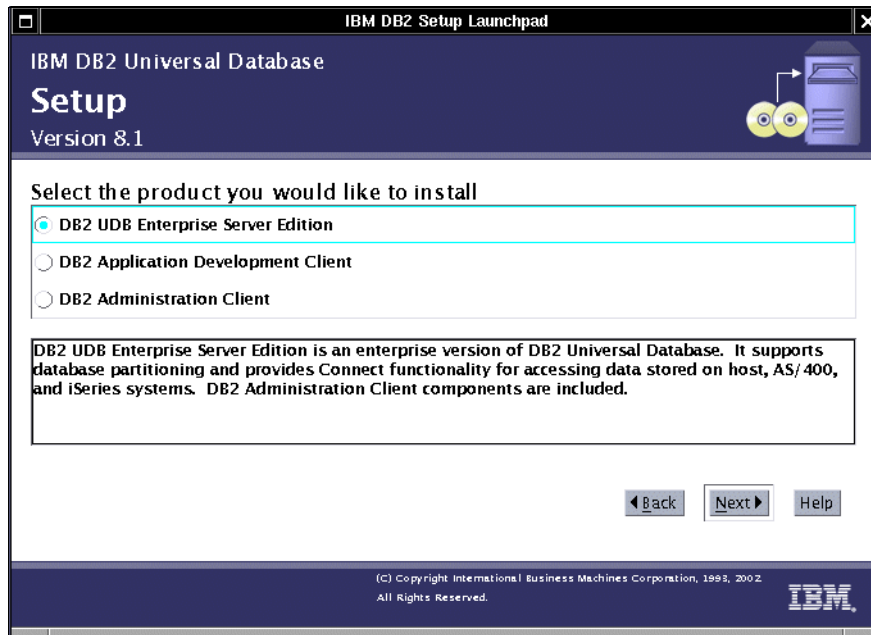 IBM DB2 Setup Launchpad
IBM DB2 Universal Database
Setup
Version 8.1
Select the product you would like to install
DB2 UDB Enterprise Server Edition
DB2 Application Development Client
DB2 Administration Client
DB2 UDB Enterprise Server Edition is an enterprise version of DB2 Universal Database. It supports
database partitioning and provides Connect functionality for accessing data stored on host, AS/400,
and iSeries systems. DB2 Administration Client components are included.
Back Next Help
(C) Copyright International Business Machines Corporation, 1993, 2002
All Rights Reserved.
IBM.